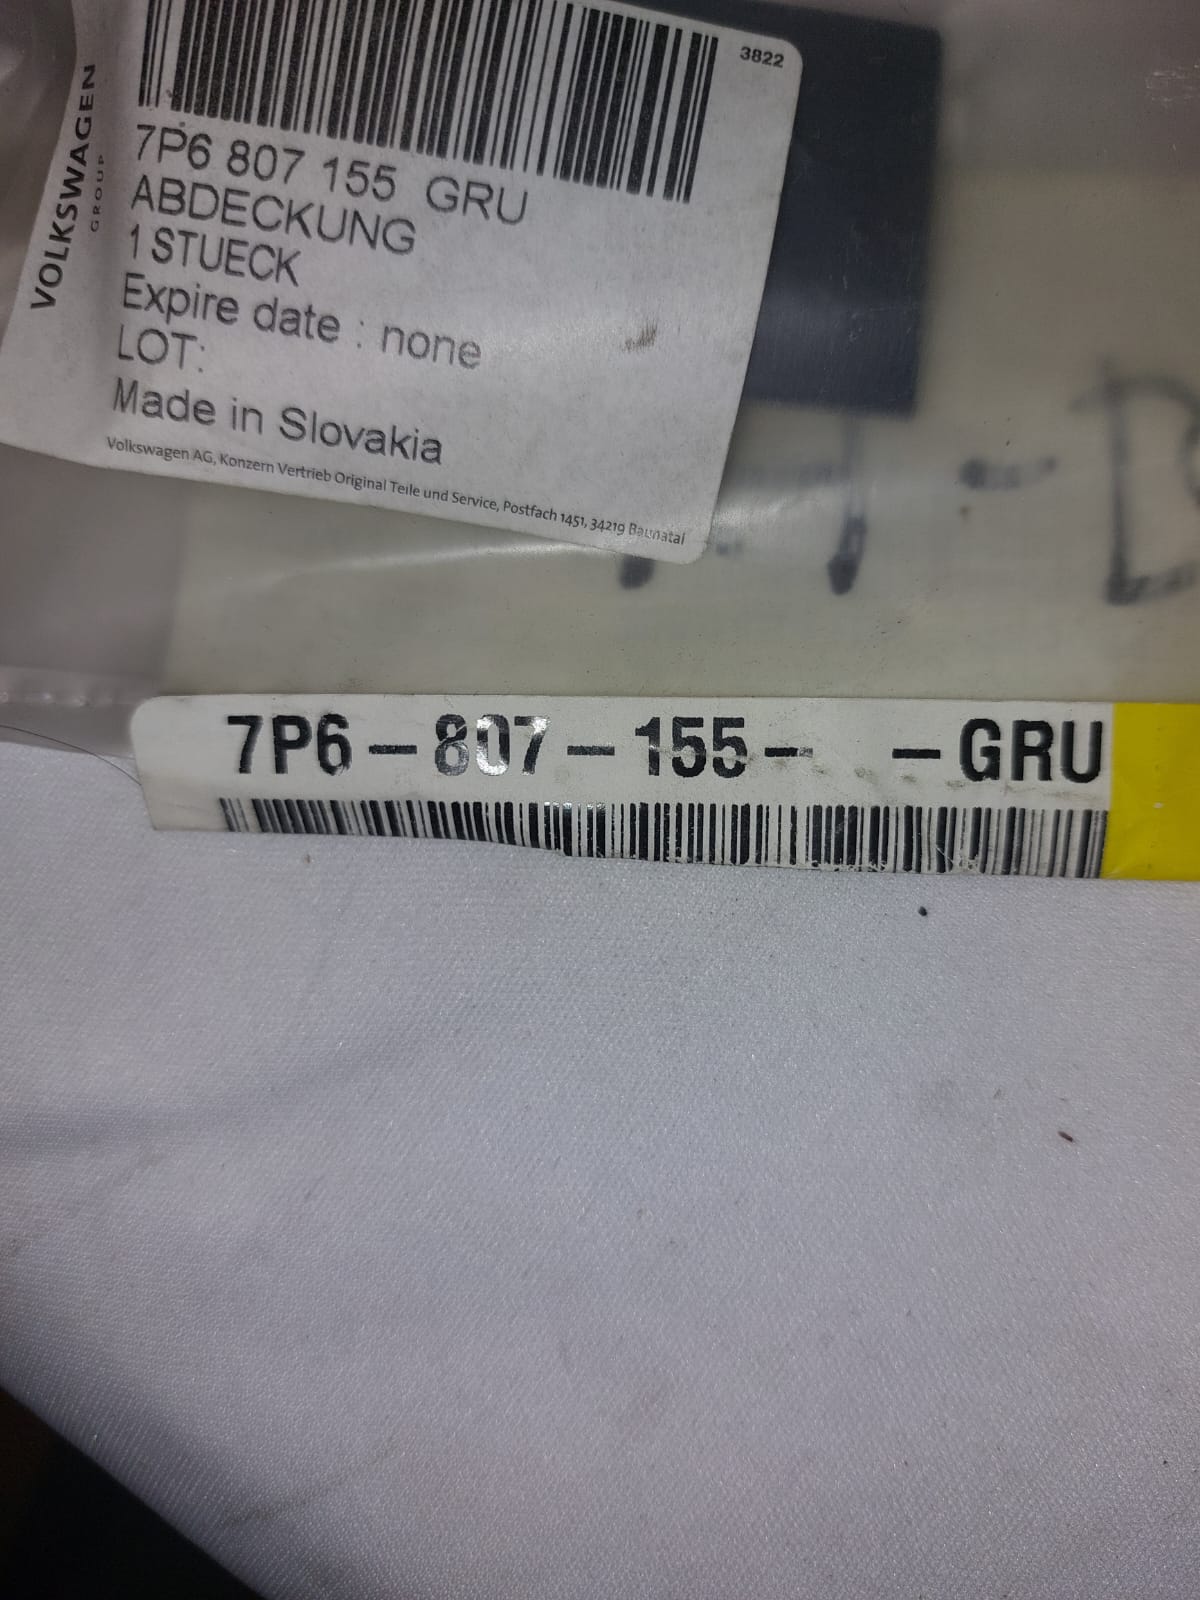 3822
VOLKSWAGEN
GROUP
7P6 807 155 GRU
ABDECKUNG
1 STUECK
Expire date : none
LOT:
Made in Slovakia
Volkswagen AG, Konzern Vertrieb Original Teile und Service, Postfach 1451, 34219 Baunatal
7P6-807-155- -GRU